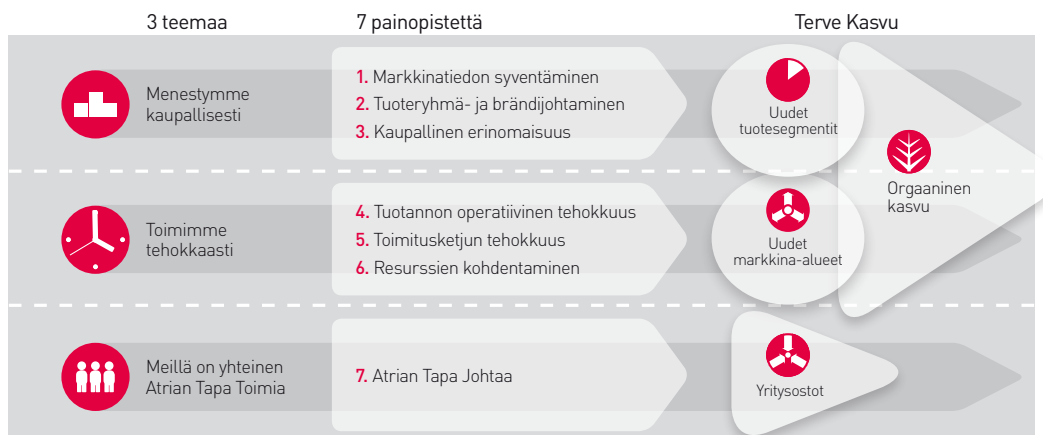 3 teemaa
7 painopistettä
Terve Kasvu
Menestymme
kaupallisesti
1. Markkinatiedon syventäminen
2. Tuoteryhmä- ja brändijohtaminen
3. Kaupallinen erinomaisuus
Uudet
tuotesegmentit
Orgaaninen
kasvu
Toimimme
tehokkaasti
4. Tuotannon operatiivinen tehokkuus
5. Toimitusketjun tehokkuus
6. Resurssien kohdentaminen
Uudet
markkina-alueet
Meillä on yhteinen
Atrian Tapa Toimia
7. Atrian Tapa Johtaa
Yritysostot